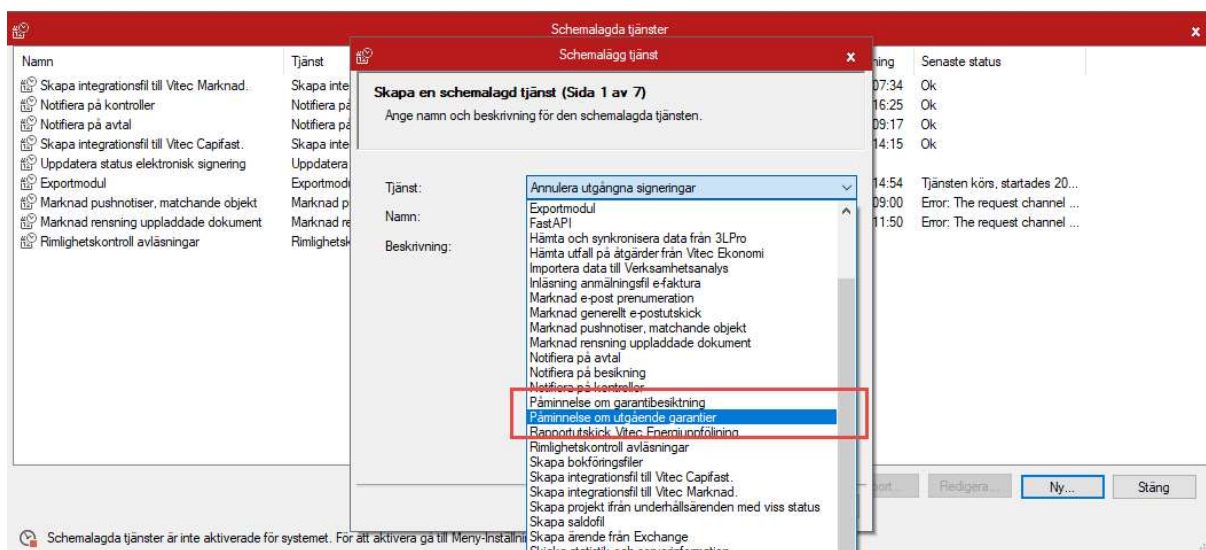 Schemalagda tjänster
x
Namn Tjänst ning Senaste status
Skapa integrationsfil till Vitec Marknad. Skapa inte 07:34 Ok
Notifiera på kontroller Notifiera på 16:25 Ok
Notifiera på avtal Notifiera på 09:17 Ok
Skapa integrationsfil till Vitec Capifast. Skapa inte 14:15 Ok
Uppdatera status elektronisk signering Uppdatera
Exportmodul Exportmodu 14:54 Tjänsten körs, startades 20...
Marknad pushnotiser, matchande objekt Marknad p 09:00 Error: The request channel ...
Marknad rensning uppladdade dokument Marknad re 11:50 Error: The request channel ...
Rimlighetskontroll avläsningar Rimlighetsk
Schemalägg tjänst
x
Skapa en schemalagd tjänst (Sida 1 av 7)
Ange namn och beskrivning för den schemalagda tjänsten.
Tjänst: Annulera utgångna signeringar
Namn:
Beskrivning:
Exportmodul
FastAPI
Hämta och synkronisera data från 3LPro
Hämta utfall på åtgärder från Vitec Ekonomi
Importera data till Verksamhetsanalys
Inläsning anmälningsfil e-faktura
Marknad e-post prenumeration
Marknad generellt e-postutskick
Marknad pushnotiser, matchande objekt
Marknad rensning uppladdade dokument
Notifiera på avtal
Notifiera på besikning
Notifiera på kontroller
Påminnelse om garantibesiktning
Påminnelse om utgående garantier
Rapportutskick Vitec Energiuppföljning
Rimlighetskontroll avläsningar
Skapa bokföringsfiler
Skapa integrationsfil till Vitec Capifast.
Skapa integrationsfil till Vitec Marknad.
Skapa projekt ifrån underhållsärenden med viss status
Skapa saldofil
Skapa ärende från Exchange
Skicka statistik och serverinformation
port... Redigera... Ny... Stäng
Schemalagda tjänster är inte aktiverade för systemet. För att aktivera gå till Meny-Inställni